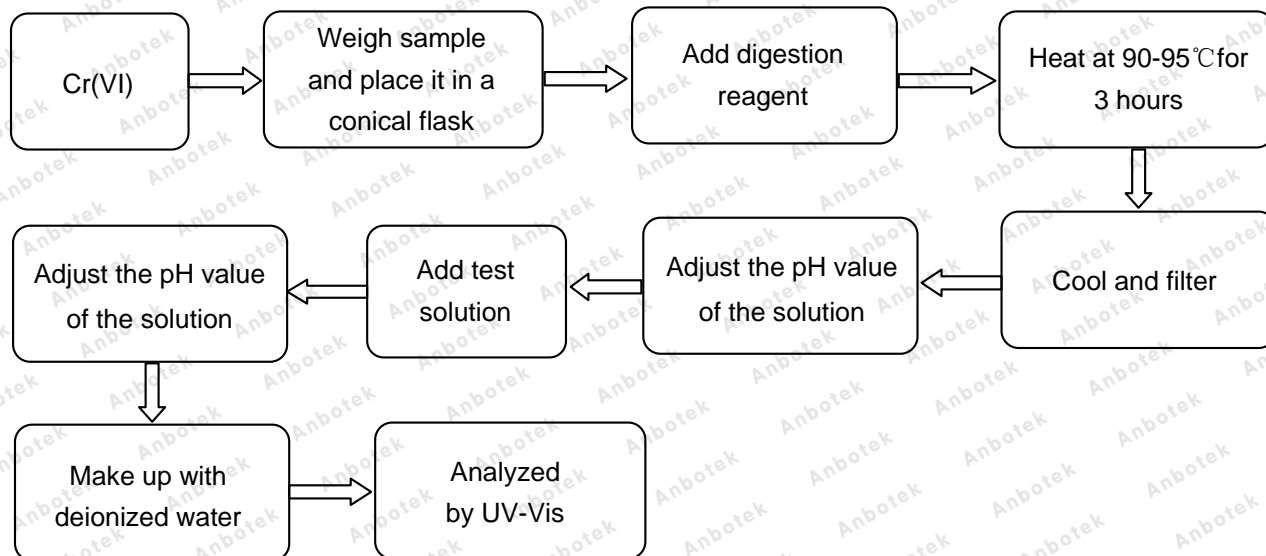 Cr(VI)
Weigh sample
and place it in a
conical flask
Add digestion
reagent
Heat at 90-95℃for
3 hours
Cool and filter
Adjust the pH value
of the solution
Add test
solution
Adjust the pH value
of the solution
Make up with
deionized water
Analyzed
by UV-Vis
Anbotek